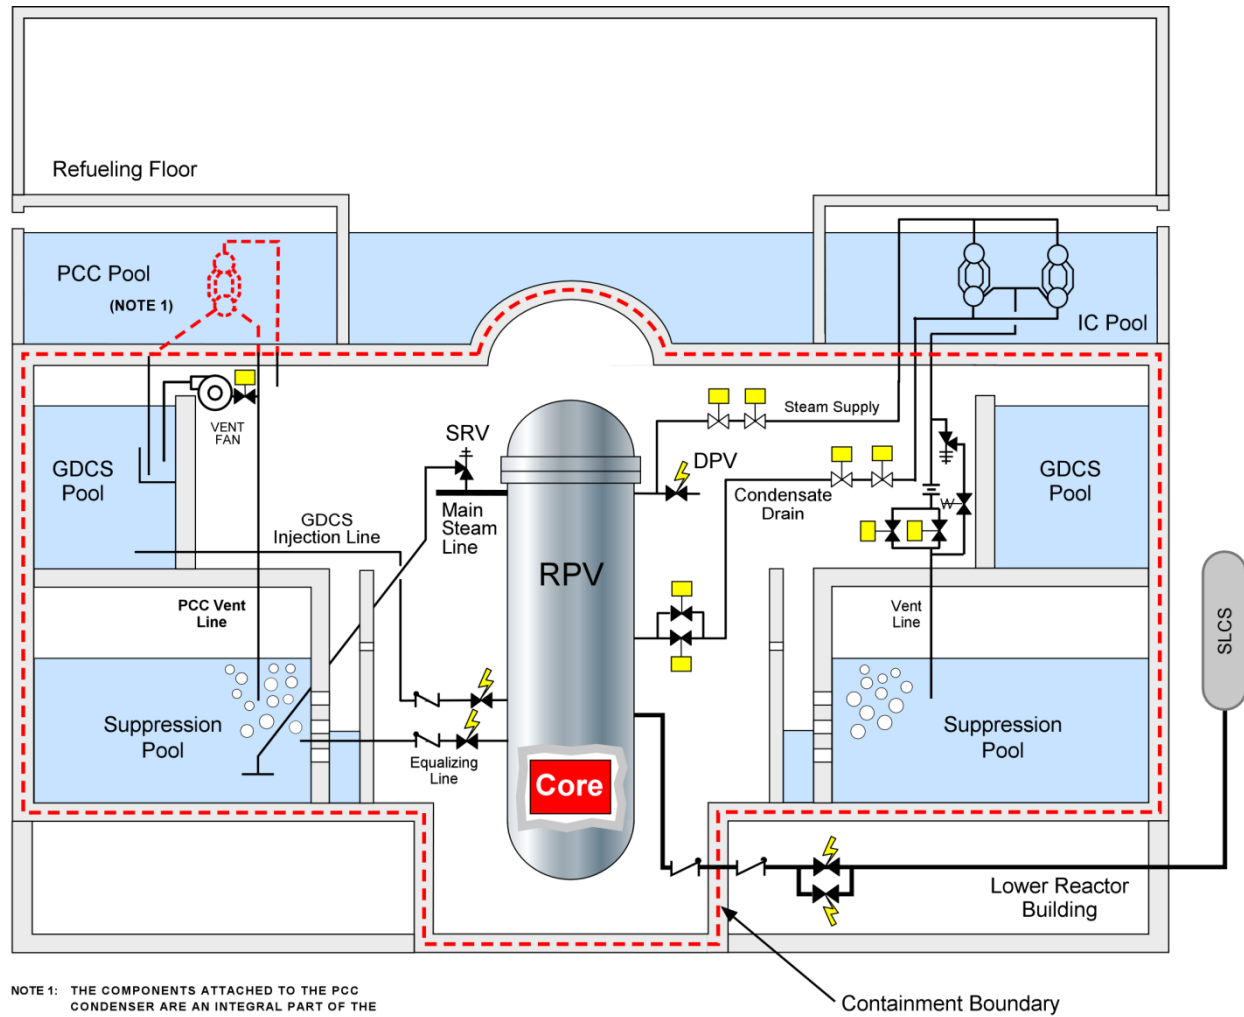 Refueling Floor
PCC Pool
(NOTE 1)
IC Pool
VENT
FAN
SRV
Steam Supply
DPV
GDCS
Pool
Main
Steam
Line
Condensate
Drain
GDCS
Pool
GDCS
Injection Line
RPV
PCC Vent
Line
Vent
Line
SLCS
Suppression
Pool
Suppression
Pool
Equalizing
Line
Core
Lower Reactor
Building
NOTE 1: THE COMPONENTS ATTACHED TO THE PCC
CONDENSER ARE AN INTEGRAL PART OF THE
Containment Boundary